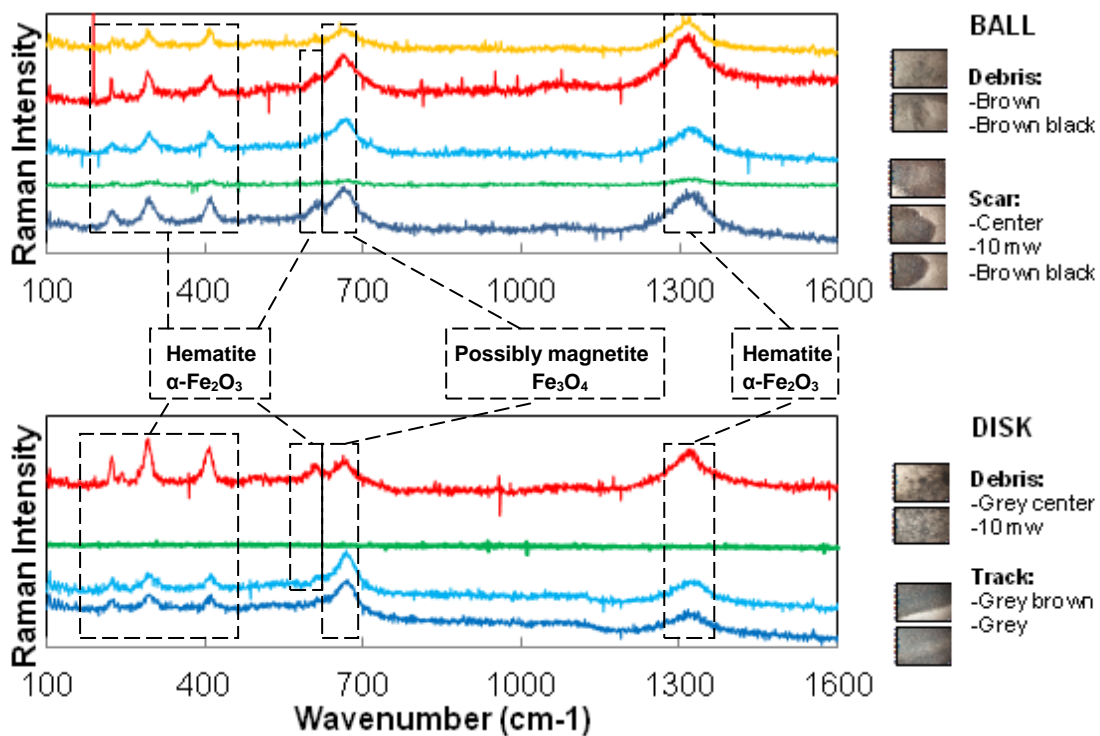 Raman Intensity
100 400 700 1000 1300 1600
BALL
Debris:
-Brown
-Brown black
Scar:
-Center
-10 mw
-Brown black
Hematite
α-Fe₂O₃
Possibly magnetite
Fe₃O₄
Hematite
α-Fe₂O₃
Raman Intensity
100 400 700 1000 1300 1600
Wavenumber (cm-1)
DISK
Debris:
-Grey center
-10 mw
Track:
-Grey brown
-Grey